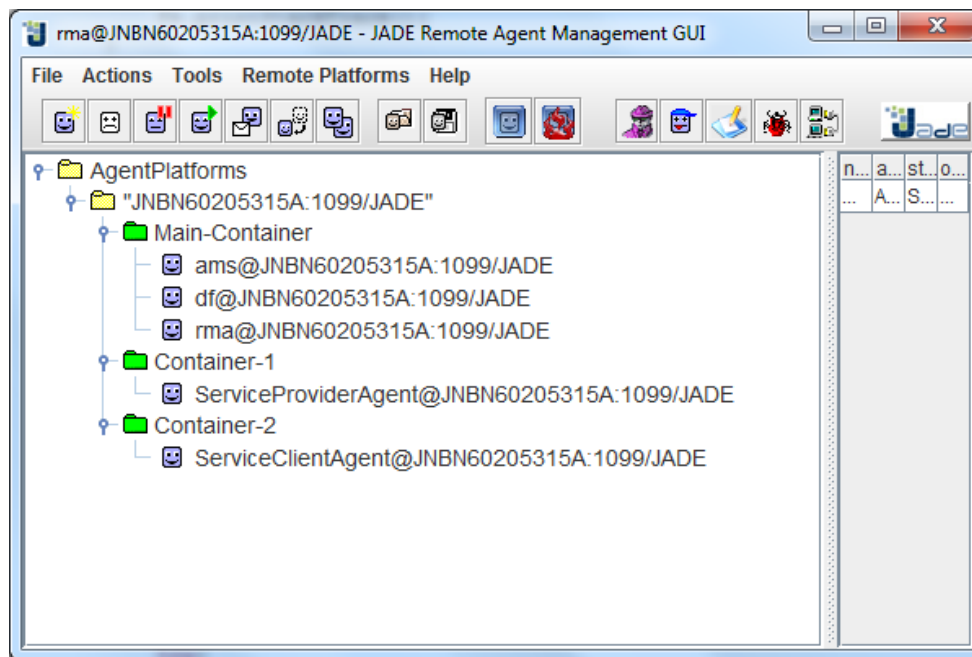 rma@JNBN60205315A:1099/JADE - JADE Remote Agent Management GUI
File Actions Tools Remote Platforms Help
Jade
AgentPlatforms
n... a... st... o...
"JNBN60205315A:1099/JADE"
... A... S... ...
Main-Container
ams@JNBN60205315A:1099/JADE
df@JNBN60205315A:1099/JADE
rma@JNBN60205315A:1099/JADE
Container-1
ServiceProviderAgent@JNBN60205315A:1099/JADE
Container-2
ServiceClientAgent@JNBN60205315A:1099/JADE